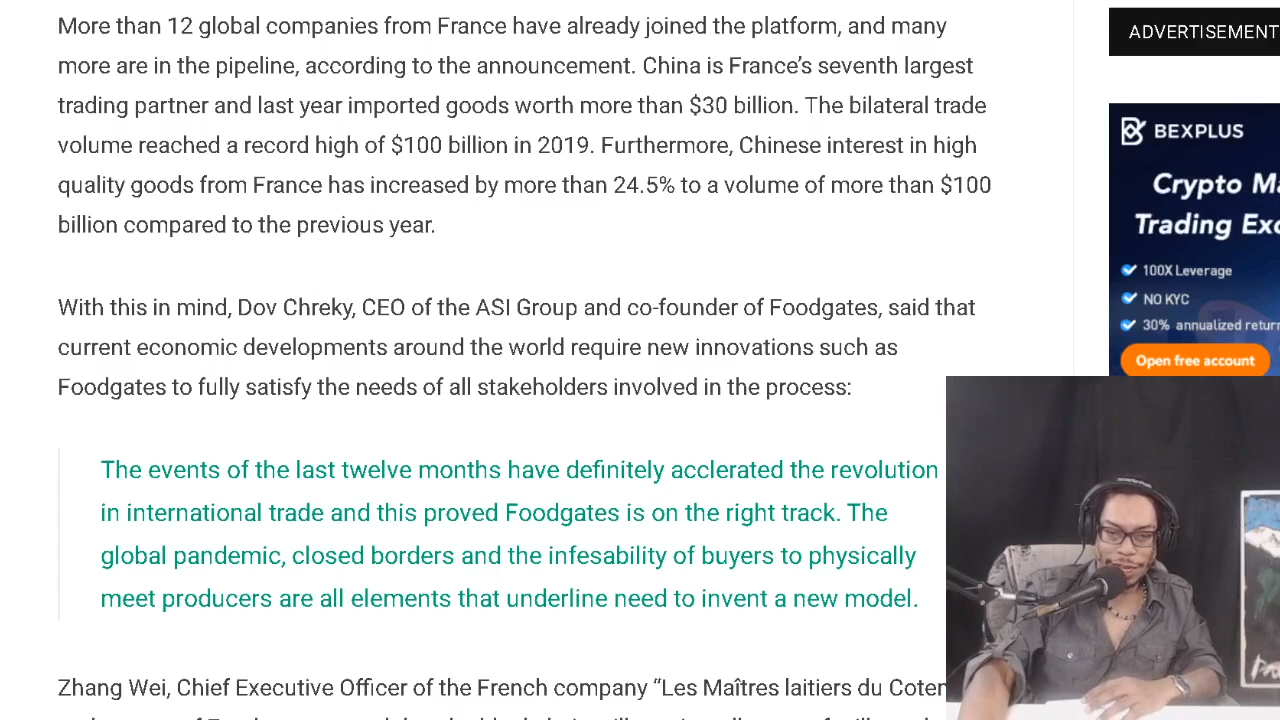 More than 12 global companies from France have already joined the platform, and many
more are in the pipeline, according to the announcement. China is France’s seventh largest
trading partner and last year imported goods worth more than $30 billion. The bilateral trade
volume reached a record high of $100 billion in 2019. Furthermore, Chinese interest in high
quality goods from France has increased by more than 24.5% to a volume of more than $100
billion compared to the previous year.
With this in mind, Dov Chreky, CEO of the ASI Group and co-founder of Foodgates, said that
current economic developments around the world require new innovations such as
Foodgates to fully satisfy the needs of all stakeholders involved in the process:
The events of the last twelve months have definitely acclerated the revolution
in international trade and this proved Foodgates is on the right track. The
global pandemic, closed borders and the infesability of buyers to physically
meet producers are all elements that underline need to invent a new model.
Zhang Wei, Chief Executive Officer of the French company “Les Maîtres laitiers du Coten
ADVERTISEMENT
BEXPLUS
Crypto Ma
Trading Exc
100X Leverage
NO KYC
30% annualized return
Open free account